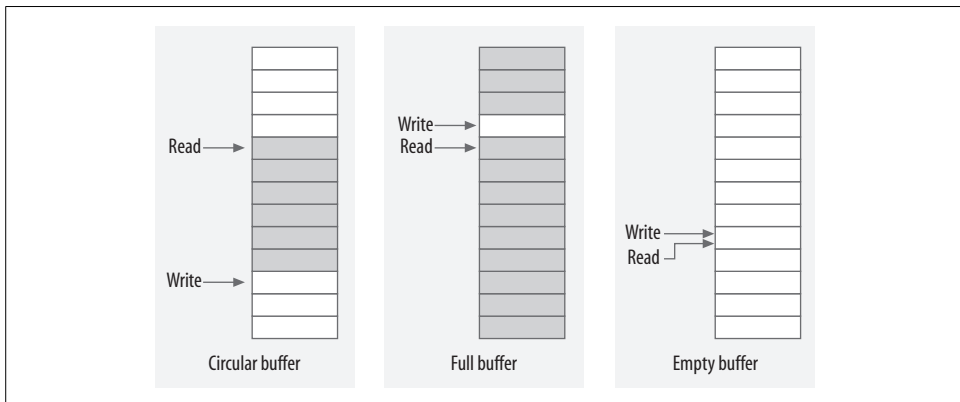 Read
Write
Circular buffer
Write
Read
Full buffer
Write
Read
Empty buffer